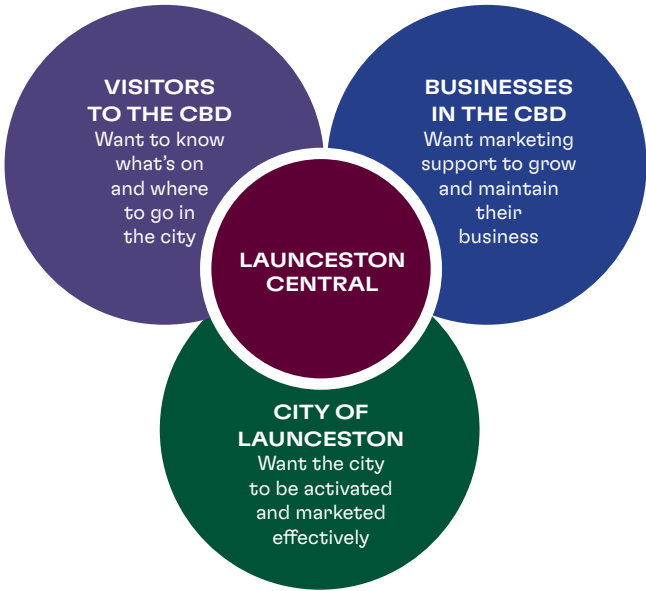 VISITORS
TO THE CBD
Want to know
what's on
and where
to go in
the city
BUSINESSES
IN THE CBD
Want marketing
support to grow
and maintain
their
business
LAUNCESTON
CENTRAL
CITY OF
LAUNCESTON
Want the city
to be activated
and marketed
effectively